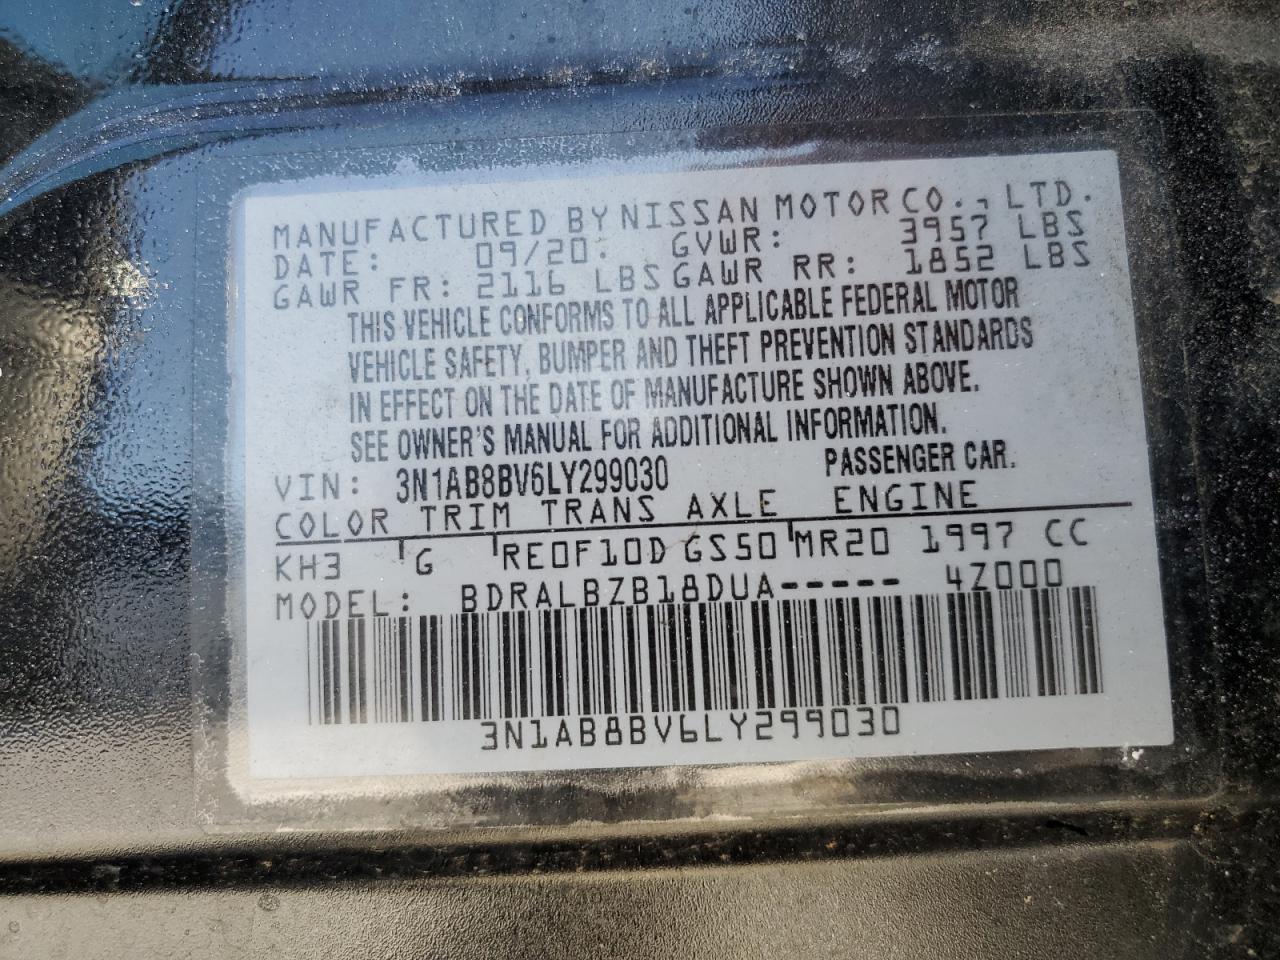 MANUFACTURED BY NISSAN MOTOR CO., LTD.
DATE: 09/20. GVWR: 3957 LBS
GAWR FR: 2116 LBS GAWR RR: 1852 LBS
THIS VEHICLE CONFORMS TO ALL APPLICABLE FEDERAL MOTOR
VEHICLE SAFETY, BUMPER AND THEFT PREVENTION STANDARDS
IN EFFECT ON THE DATE OF MANUFACTURE SHOWN ABOVE.
SEE OWNER'S MANUAL FOR ADDITIONAL INFORMATION.
VIN: 3N1AB8BV6LY299030 PASSENGER CAR.
COLOR TRIM TRANS AXLE ENGINE
KH3 G RE0F10D GS50 MR20 1997 CC
MODEL: BDRALBZB18DUA----- 4Z000
3N1AB8BV6LY299030